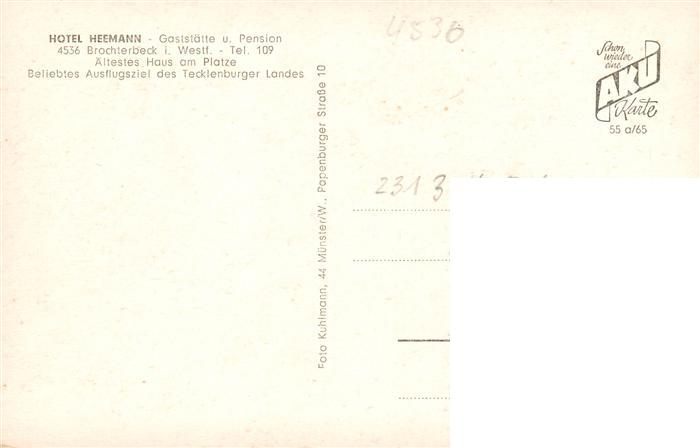 HOTEL HEEMANN - Gaststätte u. Pension
4536 Brochterbeck i. Westf. - Tel. 109
Ältestes Haus am Platze
Beliebtes Ausflugsziel des Tecklenburger Landes
Foto Kuhlmann, 44 Münster/W., Papenburger Straße 10
4536
Schon
wieder
eine
AKU
Karte
55 a/65
231 3